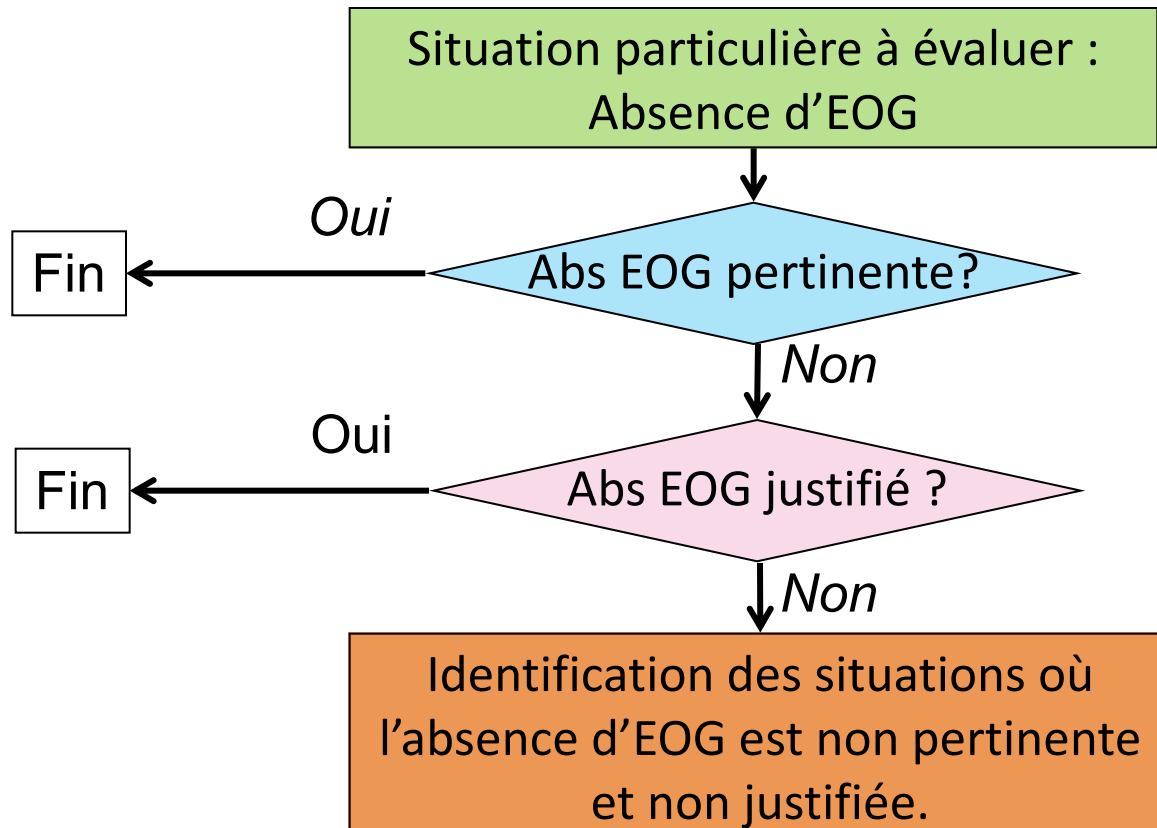 Situation particulière à évaluer :
Absence d’EOG
Oui
Fin
Abs EOG pertinente?
Non
Oui
Fin
Abs EOG justifié ?
Non
Identification des situations où
l’absence d’EOG est non pertinente
et non justifiée.